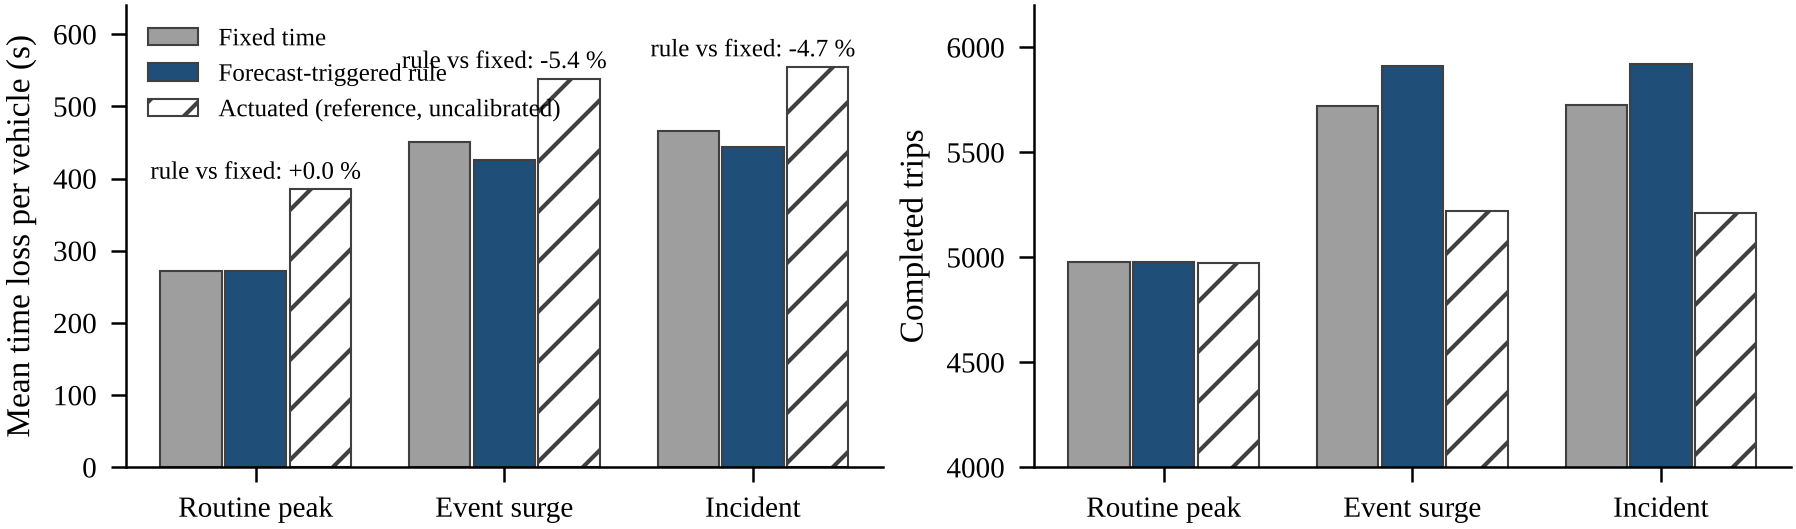 Mean time loss per vehicle (s)
600
500
400
300
200
100
0
Fixed time
Forecast-triggered rule
Actuated (reference, uncalibrated)
rule vs fixed: +0.0 %
rule vs fixed: -5.4 %
rule vs fixed: -4.7 %
Routine peak
Event surge
Incident
Completed trips
6000
5500
5000
4500
4000
Routine peak
Event surge
Incident